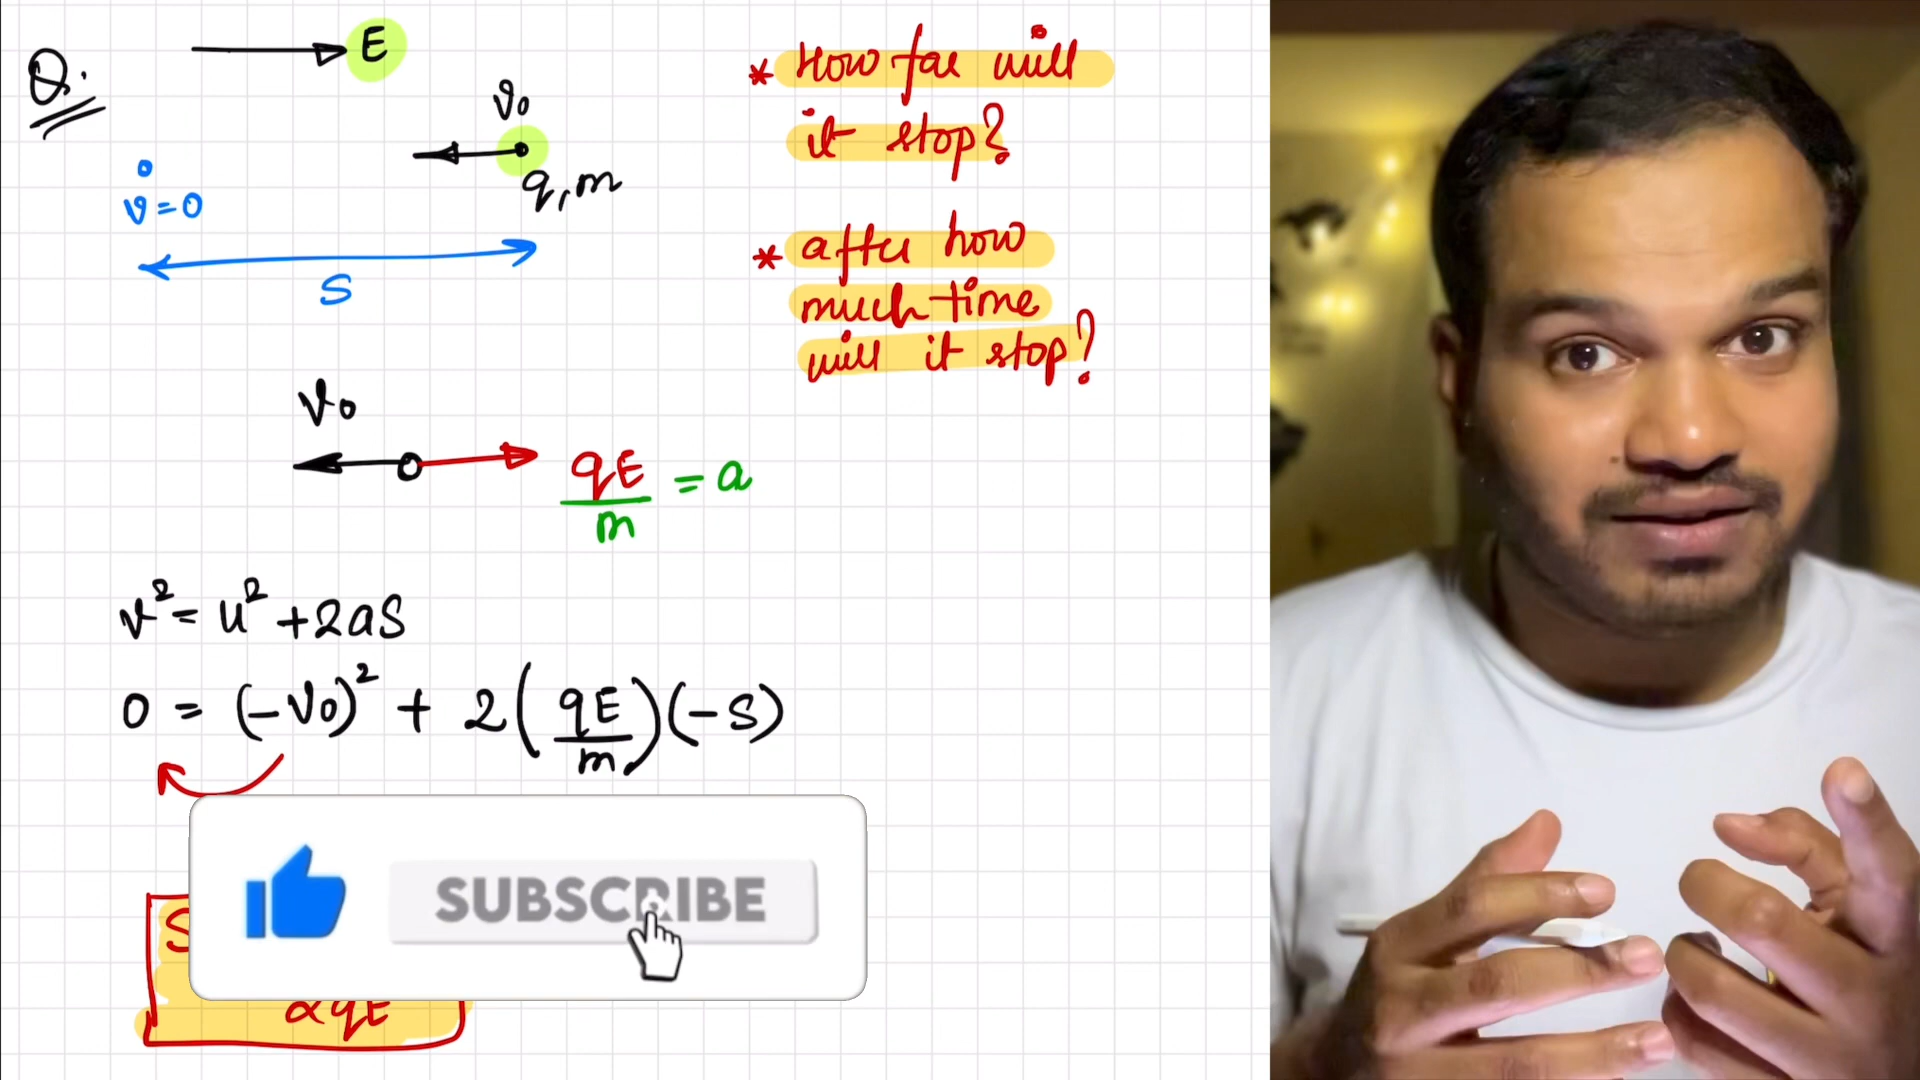 Q.
E
v₀
q, m
v=0
S
* How far will
it stop?
* after how
much time
will it stop?
v₀
qE/m = a
v² = u² + 2aS
0 = (-v₀)² + 2(qE/m)(-S)
SUBSCRIBE
S
2qE